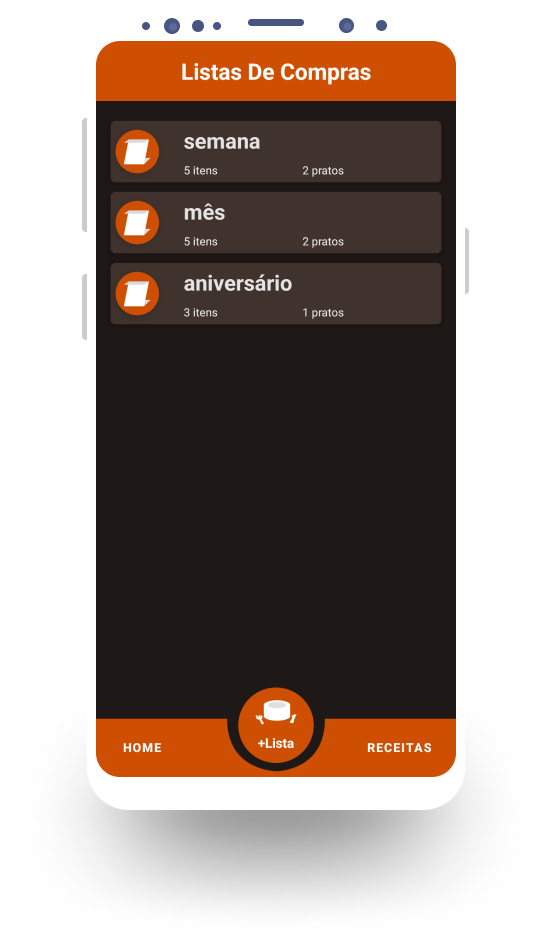 Listas De Compras
semana
5 itens 2 pratos
mês
5 itens 2 pratos
aniversário
3 itens 1 pratos
+Lista
HOME RECEITAS